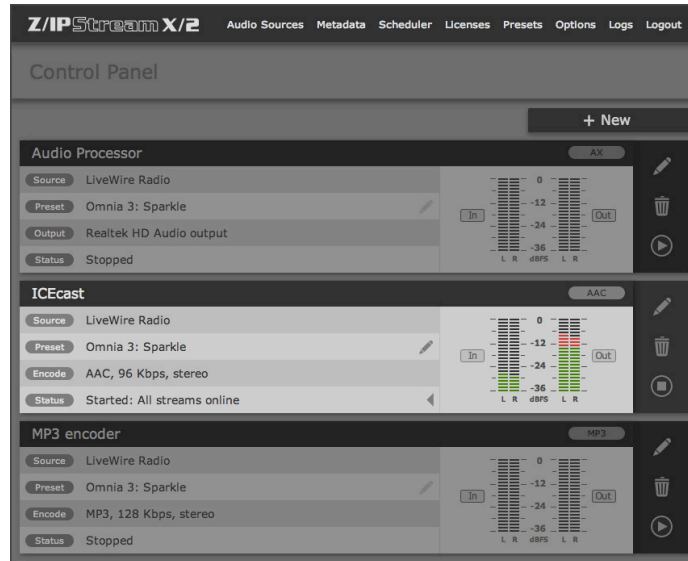 Z/IPStream X/2 Audio Sources Metadata Scheduler Licenses Presets Options Logs Logout
Control Panel
+ New
Audio Processor AX
Source LiveWire Radio
Preset Omnia 3: Sparkle
Output Realtek HD Audio output
Status Stopped
In 0 -12 -24 -36 Out
L R dBFS L R
ICEcast AAC
Source LiveWire Radio
Preset Omnia 3: Sparkle
Encode AAC, 96 Kbps, stereo
Status Started: All streams online
In 0 -12 -24 -36 Out
L R dBFS L R
MP3 encoder MP3
Source LiveWire Radio
Preset Omnia 3: Sparkle
Encode MP3, 128 Kbps, stereo
Status Stopped
In 0 -12 -24 -36 Out
L R dBFS L R